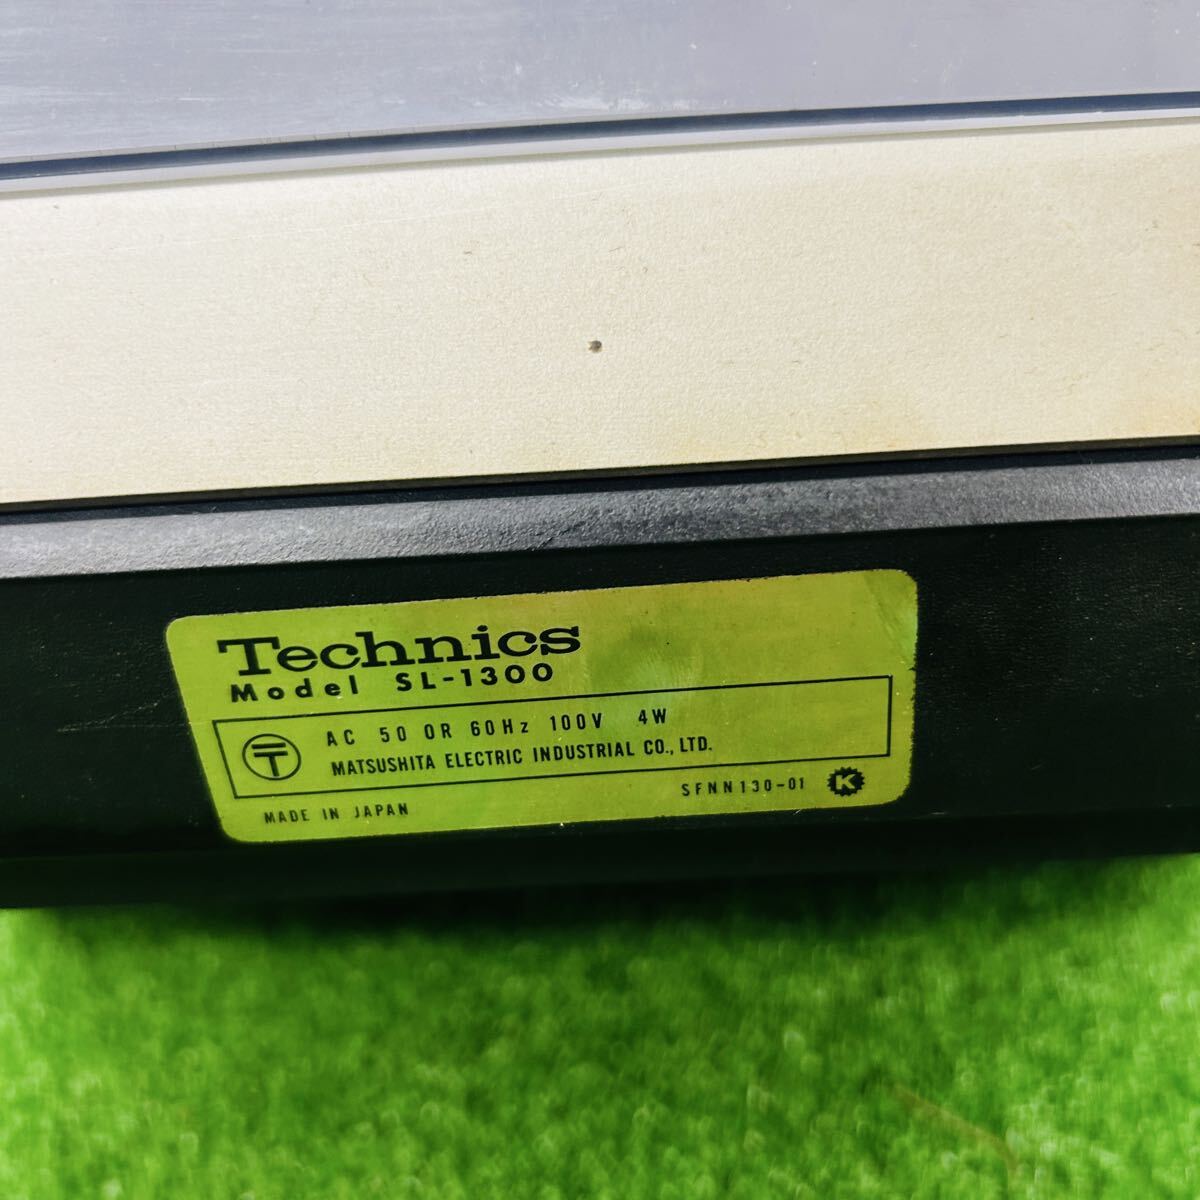 Technics
Model SL-1300
〒
AC 50 OR 60Hz 100V 4W
MATSUSHITA ELECTRIC INDUSTRIAL CO., LTD.
MADE IN JAPAN
SFNN130-01 K